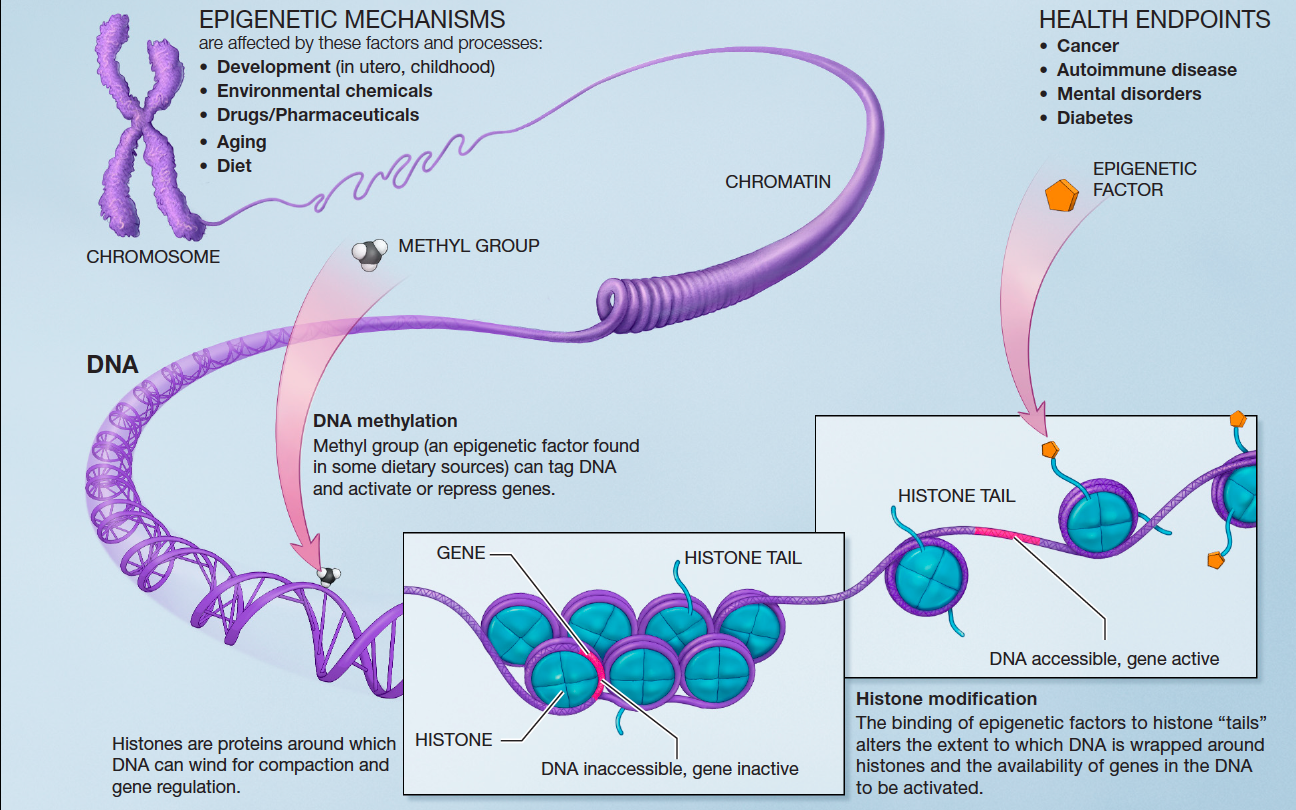 EPIGENETIC MECHANISMS
are affected by these factors and processes:
• Development (in utero, childhood)
• Environmental chemicals
• Drugs/Pharmaceuticals
• Aging
• Diet
HEALTH ENDPOINTS
• Cancer
• Autoimmune disease
• Mental disorders
• Diabetes
EPIGENETIC
FACTOR
CHROMATIN
CHROMOSOME
METHYL GROUP
DNA
DNA methylation
Methyl group (an epigenetic factor found
in some dietary sources) can tag DNA
and activate or repress genes.
HISTONE TAIL
DNA accessible, gene active
GENE
HISTONE TAIL
HISTONE
DNA inaccessible, gene inactive
Histones are proteins around which
DNA can wind for compaction and
gene regulation.
Histone modification
The binding of epigenetic factors to histone “tails”
alters the extent to which DNA is wrapped around
histones and the availability of genes in the DNA
to be activated.